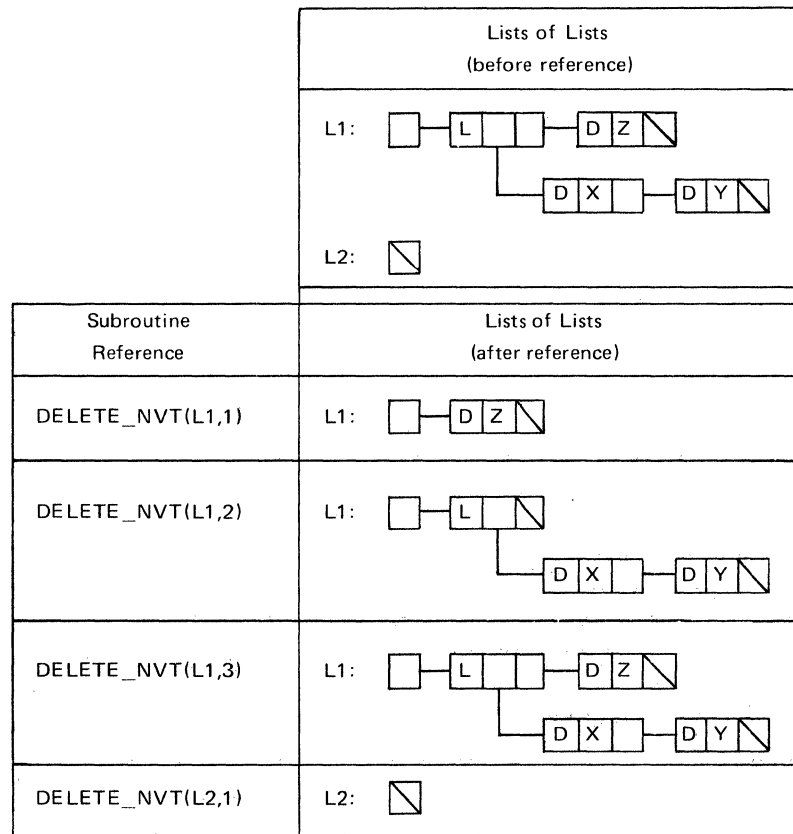 Lists of Lists
(before reference)
L1: L D Z
D X D Y
L2:
Subroutine Reference
Lists of Lists
(after reference)
DELETE_NVT(L1,1) L1: D Z
DELETE_NVT(L1,2) L1: L
D X D Y
DELETE_NVT(L1,3) L1: L D Z
D X D Y
DELETE_NVT(L2,1) L2: